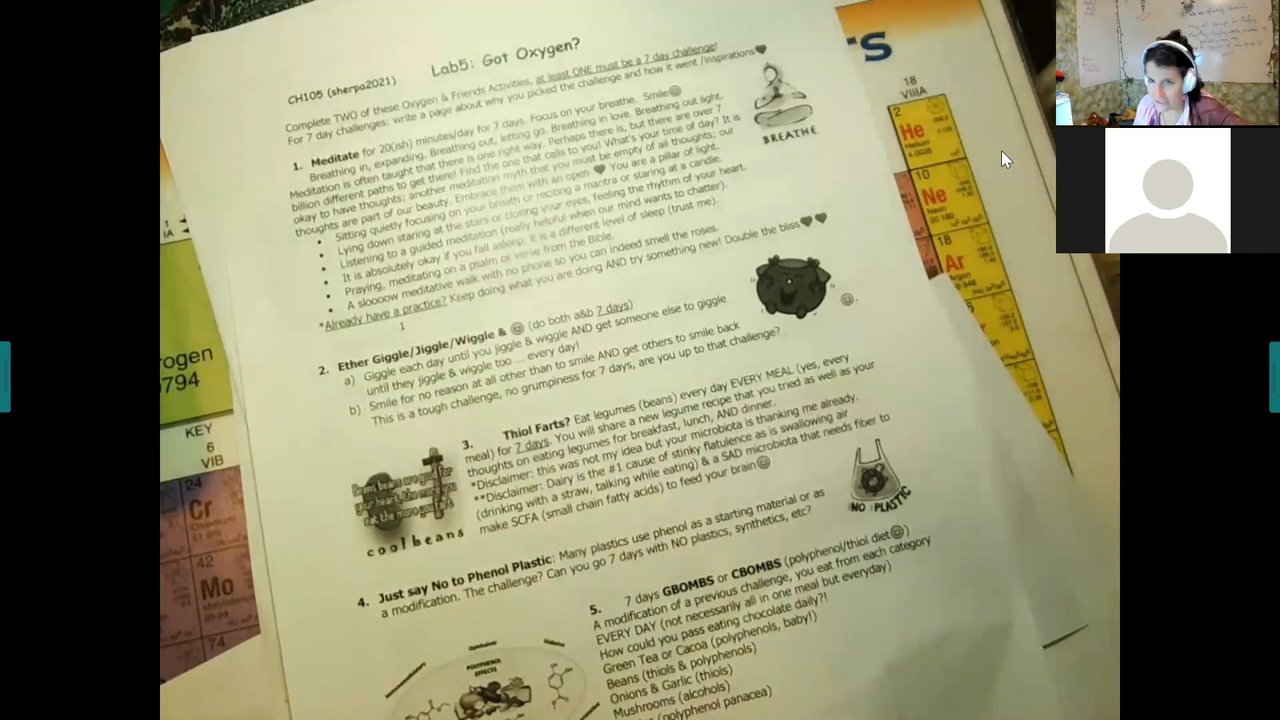 Lab5: Got Oxygen?
CH105 (sherpa2021)
Complete TWO of these Oxygen & Friends Activities, at least ONE must be a 7 day challenge!
For 7 day challenges: write a page about why you picked the challenge and how it went /inspirations
1. Meditate for 20(ish) minutes/day for 7 days. Focus on your breathe. Smile
Breathing in, expanding. Breathing out, letting go. Breathing in love. Breathing out light.
Meditation is often taught that there is one right way. Perhaps there is, but there are over 7
billion different paths to get there! Find the one that calls to you! What's your time of day? It is
okay to have thoughts; another meditation myth that you must be empty of all thoughts; our
thoughts are part of our beauty. Embrace them with an open You are a pillar of light.
• Sitting quietly focusing on your breath or reciting a mantra or staring at a candle.
• Lying down staring at the stars or closing your eyes, feeling the rhythm of your heart.
• Listening to a guided meditation (really helpful when our mind wants to chatter).
• It is absolutely okay if you fall asleep, it is a different level of sleep (trust me).
• Praying, meditating on a psalm or verse from the Bible.
• A sloooow meditative walk with no phone so you can indeed smell the roses.
*Already have a practice? Keep doing what you are doing AND try something new! Double the bliss
BREATHE
1
2. Ether Giggle/Jiggle/Wiggle & (do both a&b 7 days)
a) Giggle each day until you jiggle & wiggle AND get someone else to giggle
until they jiggle & wiggle too ... every day!
b) Smile for no reason at all other than to smile AND get others to smile back
This is a tough challenge, no grumpiness for 7 days, are you up to that challenge?
3. Thiol Farts? Eat legumes (beans) every day EVERY MEAL (yes, every
meal) for 7 days. You will share a new legume recipe that you tried as well as your
thoughts on eating legumes for breakfast, lunch, AND dinner.
*Disclaimer: this was not my idea but your microbiota is thanking me already.
**Disclaimer: Dairy is the #1 cause of stinky flatulence as is swallowing air
(drinking with a straw, talking while eating) & a SAD microbiota that needs fiber to
make SCFA (small chain fatty acids) to feed your brain
cool beans
NO PLASTIC
4. Just say No to Phenol Plastic: Many plastics use phenol as a starting material or as
a modification. The challenge? Can you go 7 days with NO plastics, synthetics, etc?
5. 7 days GBOMBS or CBOMBS (polyphenol/thiol diet)
A modification of a previous challenge, you eat from each category
EVERY DAY (not necessarily all in one meal but everyday)
How could you pass eating chocolate daily?!
Green Tea or Cacoa (polyphenols, baby!)
Beans (thiols & polyphenols)
Onions & Garlic (thiols)
Mushrooms (alcohols)
(polyphenol panacea)
POLYPHENOL
EFFECTS
18
VIIIA
2
He
Helium
4.0026
10
Ne
Neon
18
Ar
1
IA
rogen
794
KEY
6
VIB
24
Cr
42
Mo
74